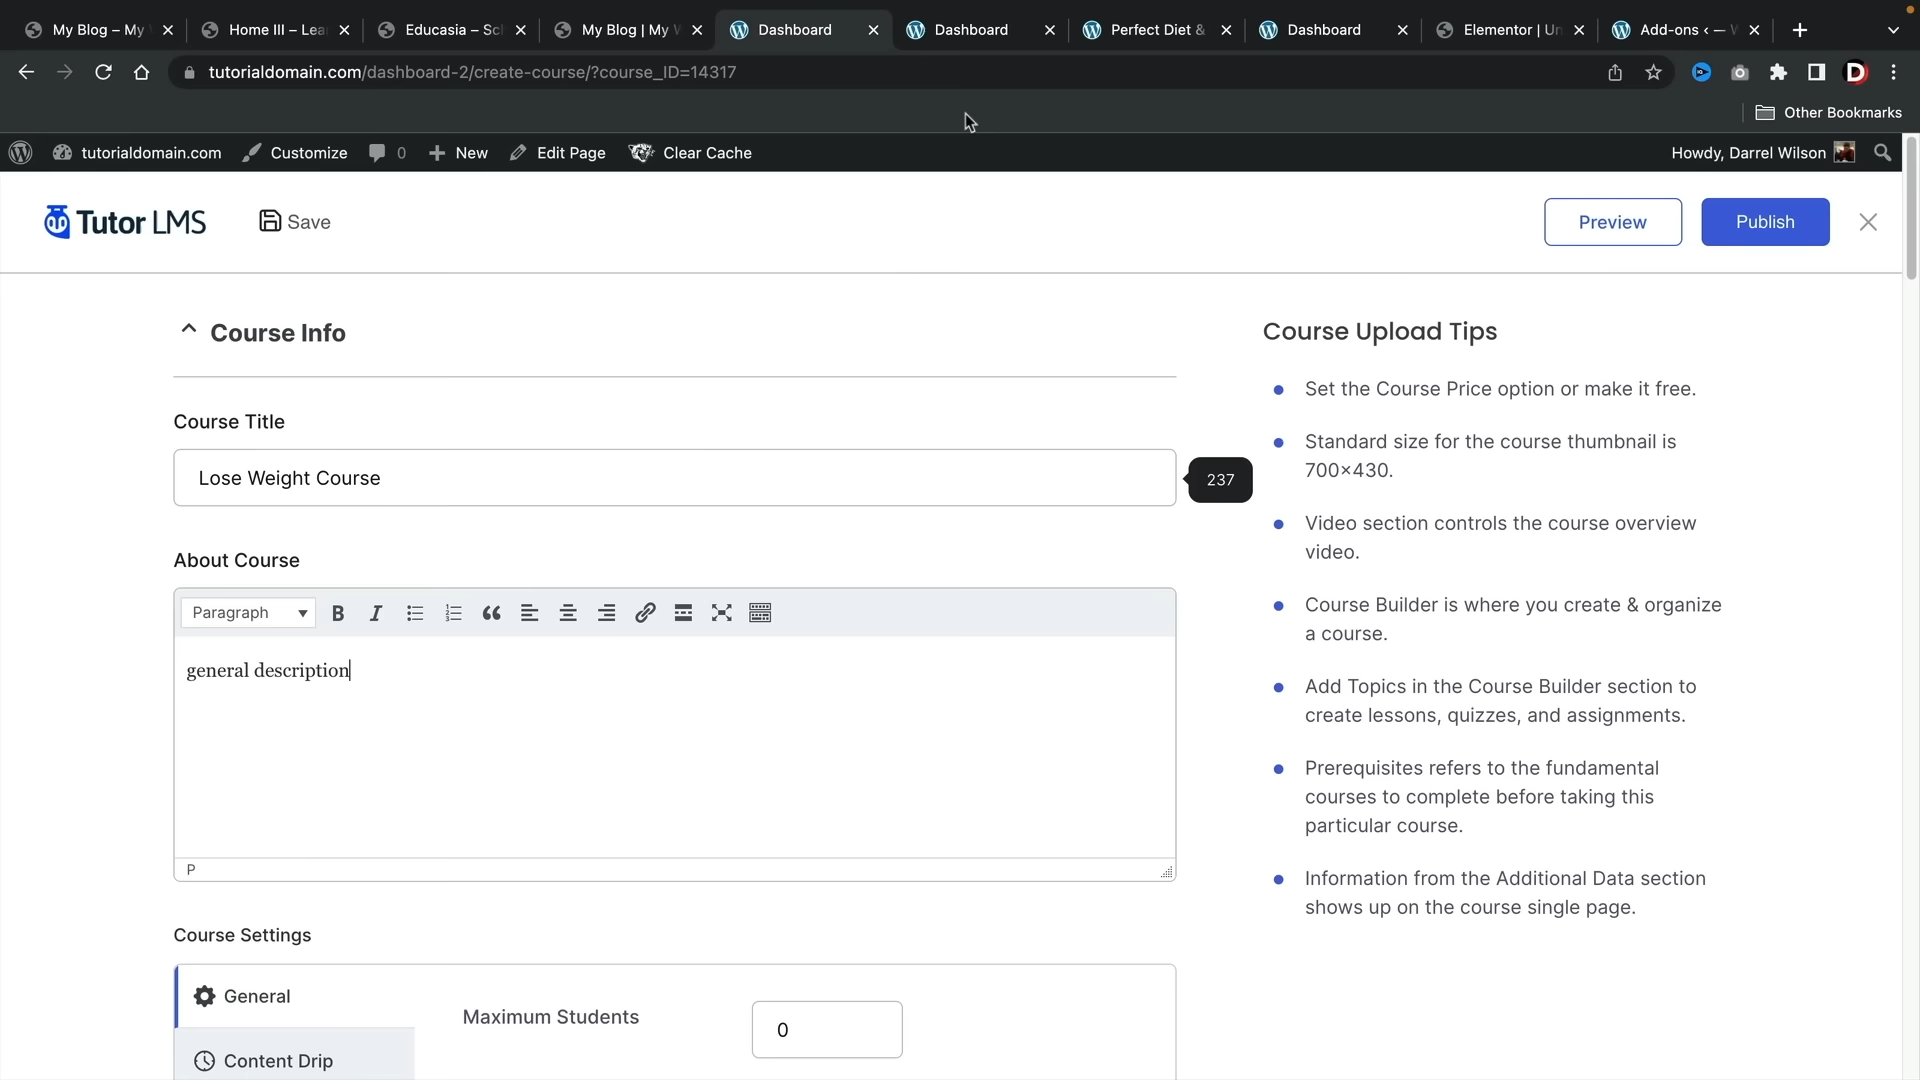 My Blog – My
Home III – Lea
Educasia – Sc
My Blog | My W
Dashboard
Dashboard
Perfect Diet &
Dashboard
Elementor | Un
Add-ons ‹ — W
tutorialdomain.com/dashboard-2/create-course/?course_ID=14317
Other Bookmarks
tutorialdomain.com
Customize
0
New
Edit Page
Clear Cache
Howdy, Darrel Wilson
Tutor LMS
Save
Preview
Publish
Course Info
Course Title
Lose Weight Course
237
About Course
Paragraph
general description
P
Course Settings
General
Content Drip
Maximum Students
0
Course Upload Tips
Set the Course Price option or make it free.
Standard size for the course thumbnail is
700×430.
Video section controls the course overview
video.
Course Builder is where you create & organize
a course.
Add Topics in the Course Builder section to
create lessons, quizzes, and assignments.
Prerequisites refers to the fundamental
courses to complete before taking this
particular course.
Information from the Additional Data section
shows up on the course single page.